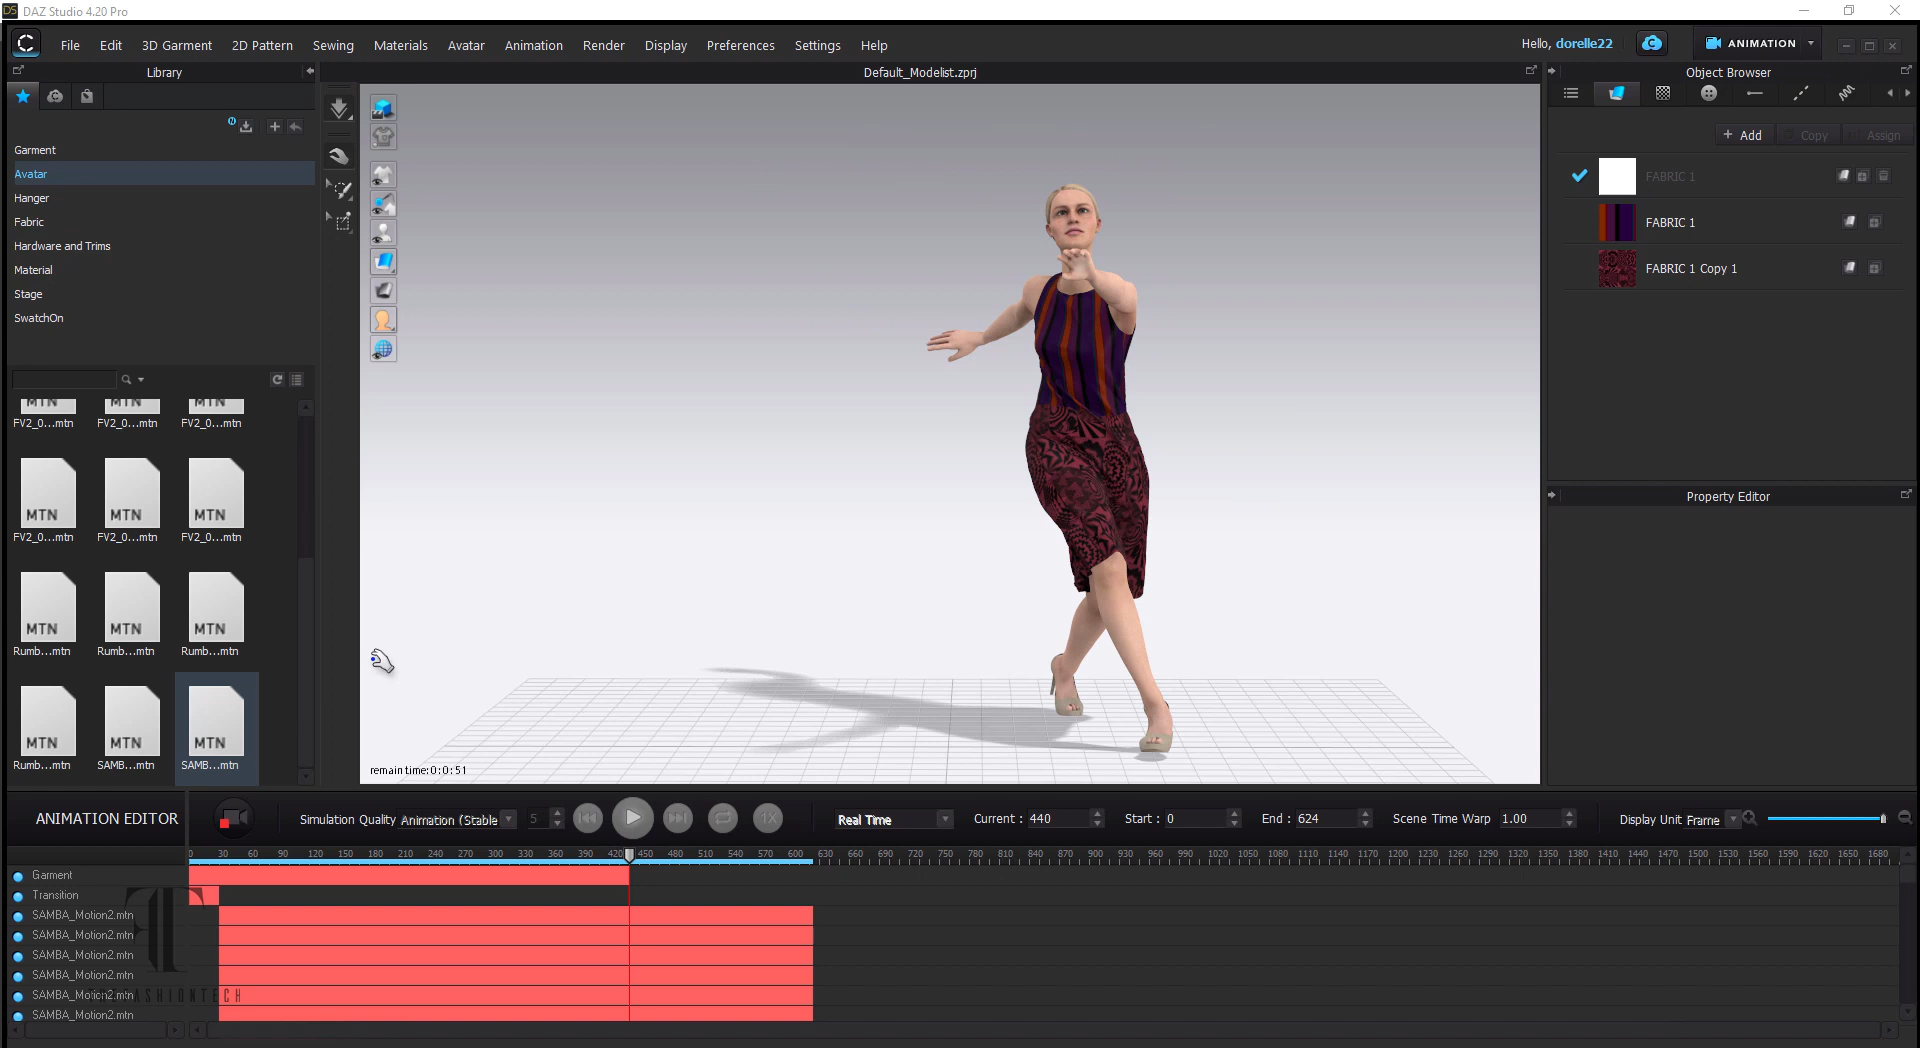 DS DAZ Studio 4.20 Pro
File Edit 3D Garment 2D Pattern Sewing Materials Avatar Animation Render Display Preferences Settings Help
Hello, dorelle22
ANIMATION
Library
Default_Modelist.zprj
Object Browser
+ Add Copy Assign
Garment
Avatar
Hanger
Fabric
Hardware and Trims
Material
Stage
SwatchOn
FABRIC 1
FABRIC 1
FABRIC 1 Copy 1
Property Editor
MTN MTN MTN
FV2_0...mtn FV2_0...mtn FV2_0...mtn
MTN MTN MTN
FV2_0...mtn FV2_0...mtn FV2_0...mtn
MTN MTN MTN
Rumb...mtn Rumb...mtn Rumb...mtn
MTN MTN MTN
Rumb...mtn SAMB...mtn SAMB...mtn
remain time:0:0:51
ANIMATION EDITOR
Simulation Quality Animation (Stable 5 1X Real Time Current : 440 Start : 0 End : 624 Scene Time Warp 1.00 Display Unit Frame
0 30 60 90 120 150 180 210 240 270 300 330 360 390 420 450 480 510 540 570 600 630 660 690 720 750 780 810 840 870 900 930 960 990 1020 1050 1080 1110 1140 1170 1200 1230 1260 1290 1320 1350 1380 1410 1440 1470 1500 1530 1560 1590 1620 1650 1680
Garment
Transition
SAMBA_Motion2.mtn
SAMBA_Motion2.mtn
SAMBA_Motion2.mtn
SAMBA_Motion2.mtn
SAMBA_Motion2.mtn
SAMBA_Motion2.mtn